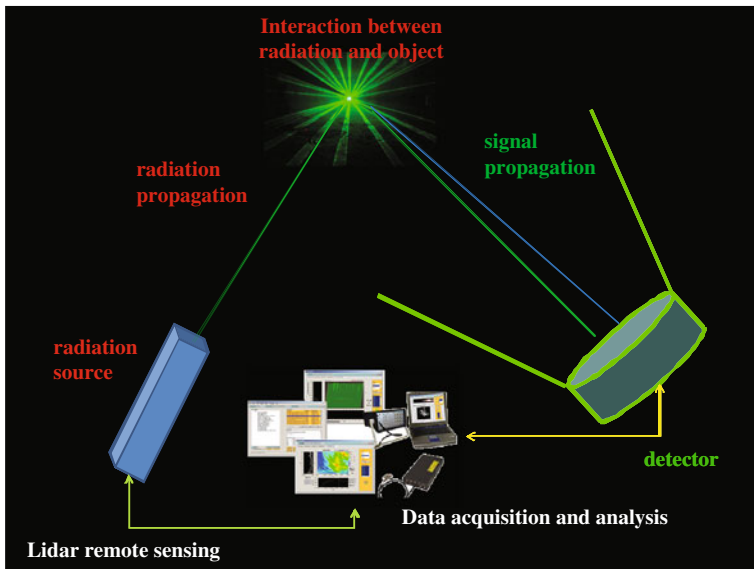 Interaction between
radiation and object
signal
propagation
radiation
propagation
radiation
source
detector
Data acquisition and analysis
Lidar remote sensing